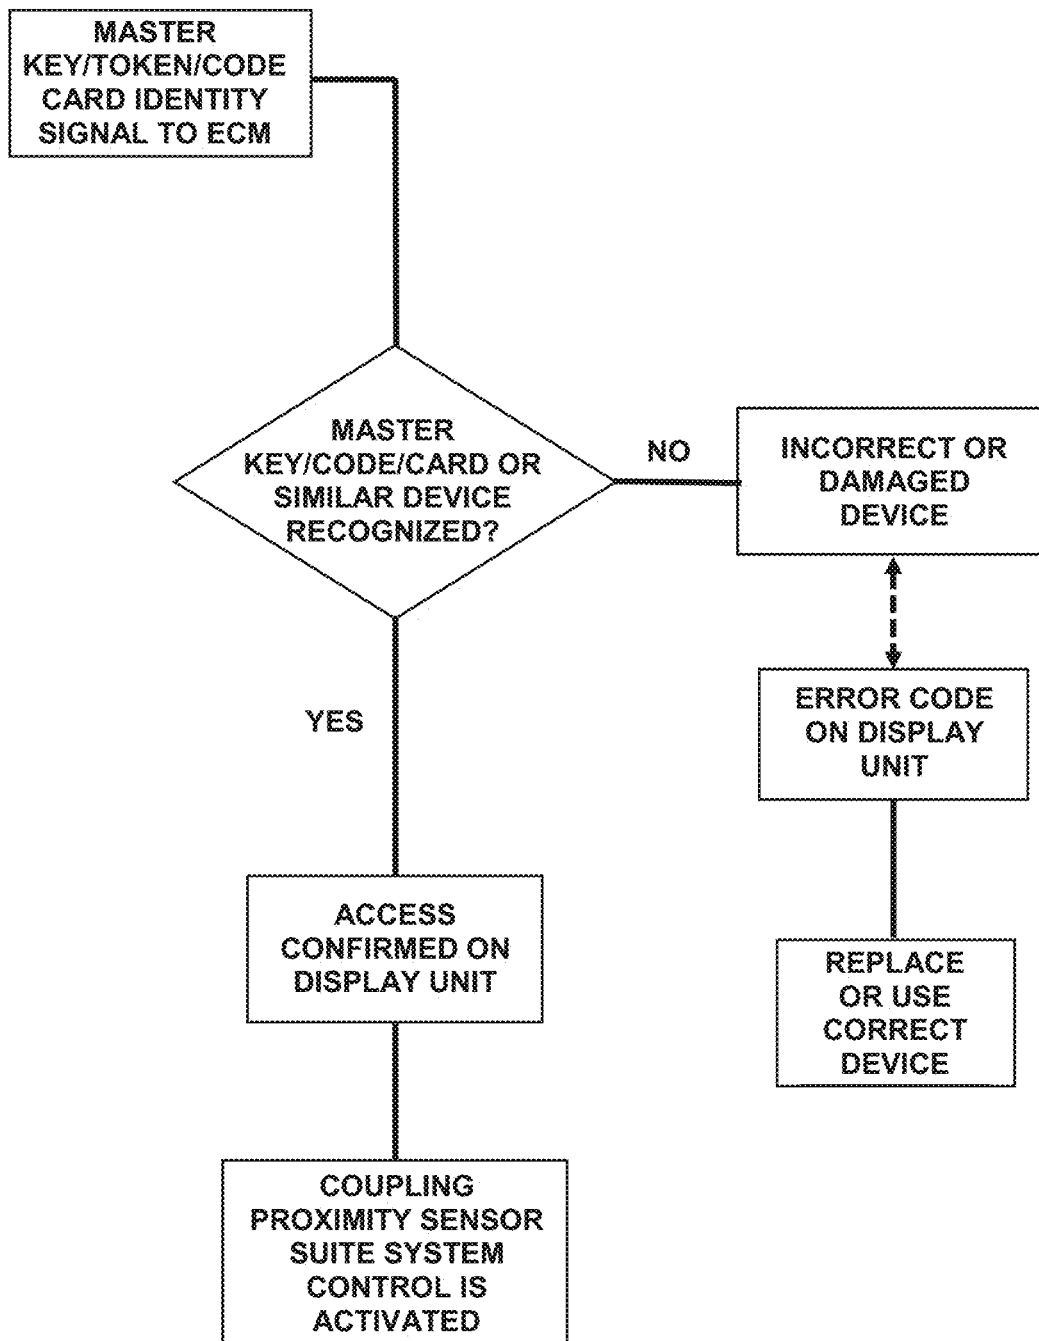 MASTER
KEY/TOKEN/CODE
CARD IDENTITY
SIGNAL TO ECM
MASTER
KEY/CODE/CARD OR
SIMILAR DEVICE
RECOGNIZED?
NO
INCORRECT OR
DAMAGED
DEVICE
YES
ERROR CODE
ON DISPLAY
UNIT
ACCESS
CONFIRMED ON
DISPLAY UNIT
REPLACE
OR USE
CORRECT
DEVICE
COUPLING
PROXIMITY SENSOR
SUITE SYSTEM
CONTROL IS
ACTIVATED